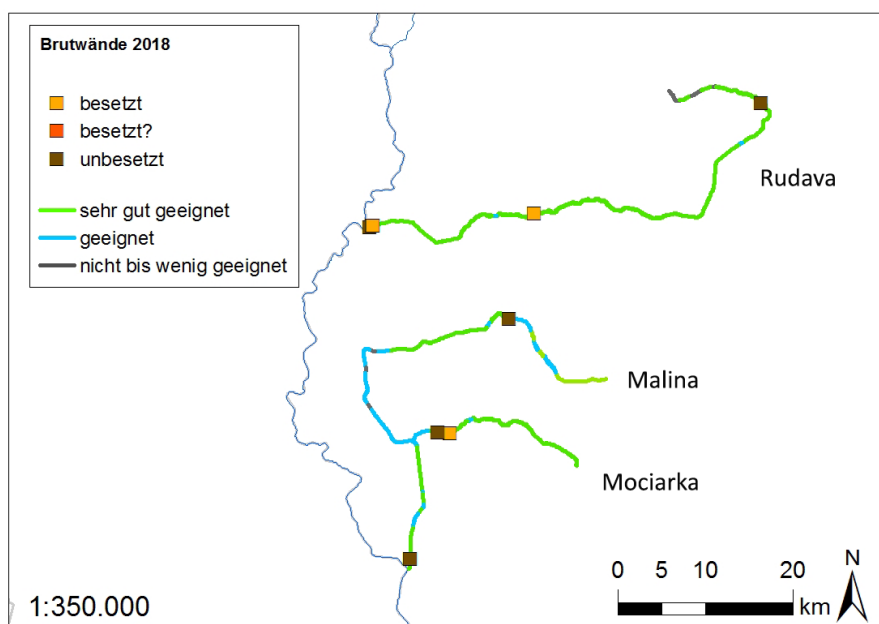 Brutwände 2018
besetzt
besetzt?
unbesetzt
sehr gut geeignet
geeignet
nicht bis wenig geeignet
Rudava
Malina
Mociarka
1:350.000
0 5 10 20
km
N